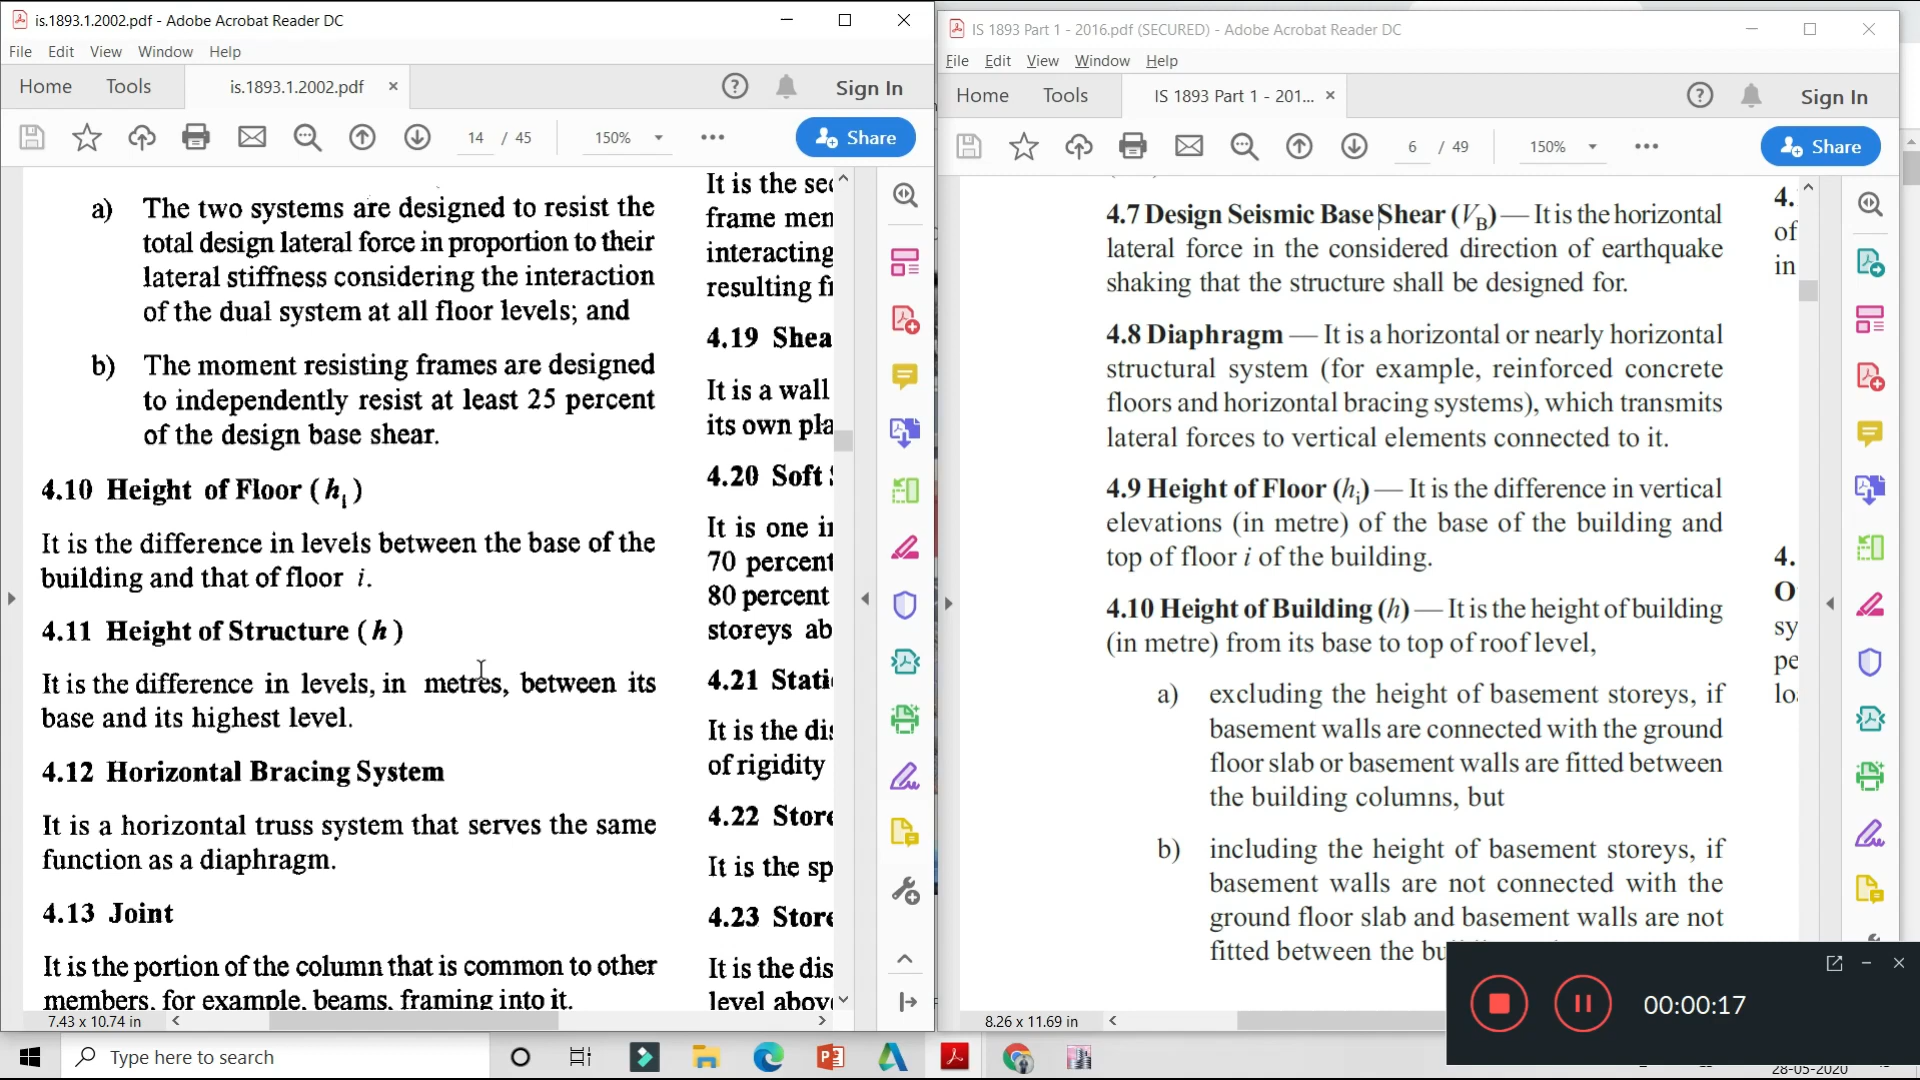 is.1893.1.2002.pdf - Adobe Acrobat Reader DC
File Edit View Window Help
Home Tools is.1893.1.2002.pdf × Sign In
14 / 45 150% Share
a) The two systems are designed to resist the
total design lateral force in proportion to their
lateral stiffness considering the interaction
of the dual system at all floor levels; and
b) The moment resisting frames are designed
to independently resist at least 25 percent
of the design base shear.
4.10 Height of Floor ( hi )
It is the difference in levels between the base of the
building and that of floor i.
4.11 Height of Structure ( h )
It is the difference in levels, in metres, between its
base and its highest level.
4.12 Horizontal Bracing System
It is a horizontal truss system that serves the same
function as a diaphragm.
4.13 Joint
It is the portion of the column that is common to other
members, for example, beams, framing into it.
It is the
frame
interacting
resulting
4.19
It is a wall
its own
4.20 Soft
It is one
70 percent
80 percent
storeys
4.21
It is the
of rigidity
4.22
It is the
4.23
It is the
level
7.43 x 10.74 in
IS 1893 Part 1 - 2016.pdf (SECURED) - Adobe Acrobat Reader DC
File Edit View Window Help
Home Tools IS 1893 Part 1 - 201... × Sign In
6 / 49 150% Share
4.7 Design Seismic Base Shear (VB) — It is the horizontal
lateral force in the considered direction of earthquake
shaking that the structure shall be designed for.
4.8 Diaphragm — It is a horizontal or nearly horizontal
structural system (for example, reinforced concrete
floors and horizontal bracing systems), which transmits
lateral forces to vertical elements connected to it.
4.9 Height of Floor (hi) — It is the difference in vertical
elevations (in metre) of the base of the building and
top of floor i of the building.
4.10 Height of Building (h) — It is the height of building
(in metre) from its base to top of roof level,
a) excluding the height of basement storeys, if
basement walls are connected with the ground
floor slab or basement walls are fitted between
the building columns, but
b) including the height of basement storeys, if
basement walls are not connected with the
ground floor slab and basement walls are not
fitted between the
4.
of
in
4.
8.26 x 11.69 in
00:00:17
Type here to search
28-05-2020